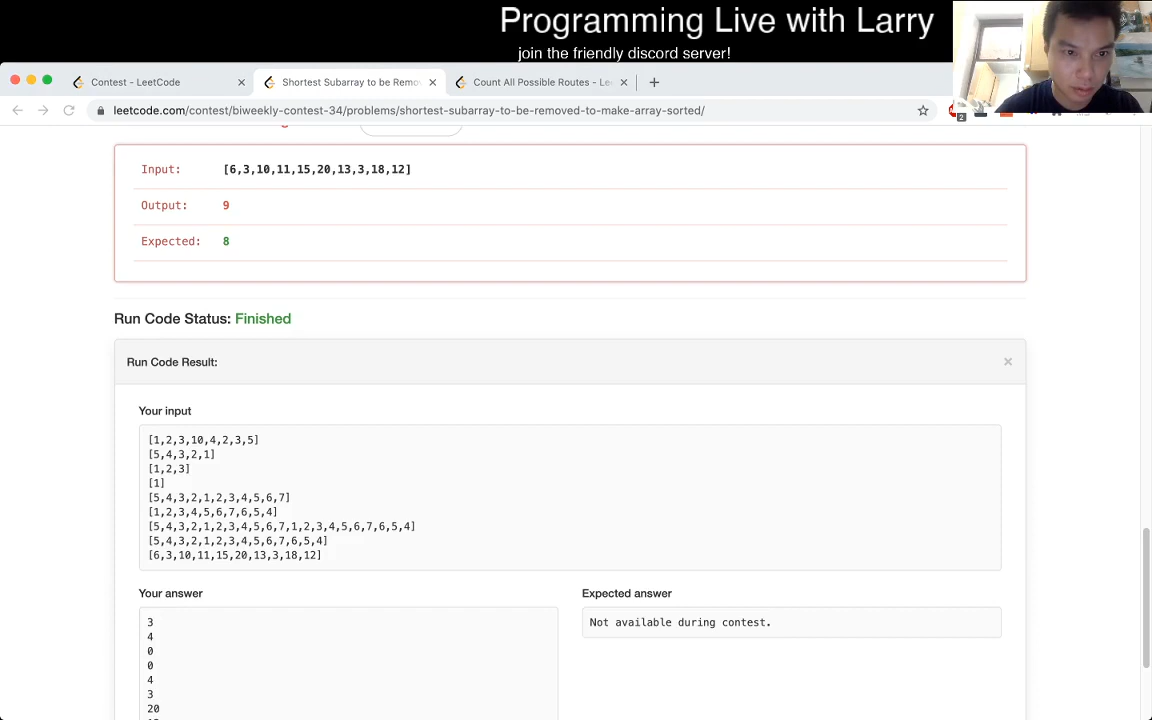 Programming Live with Larry
join the friendly discord server!
Contest - LeetCode
Shortest Subarray to be Remo
Count All Possible Routes - Le
leetcode.com/contest/biweekly-contest-34/problems/shortest-subarray-to-be-removed-to-make-array-sorted/
2
Input: [6,3,10,11,15,20,13,3,18,12]
Output: 9
Expected: 8
Run Code Status: Finished
Run Code Result:
Your input
[1,2,3,10,4,2,3,5]
[5,4,3,2,1]
[1,2,3]
[1]
[5,4,3,2,1,2,3,4,5,6,7]
[1,2,3,4,5,6,7,6,5,4]
[5,4,3,2,1,2,3,4,5,6,7,1,2,3,4,5,6,7,6,5,4]
[5,4,3,2,1,2,3,4,5,6,7,6,5,4]
[6,3,10,11,15,20,13,3,18,12]
Your answer
Expected answer
3
4
0
0
4
3
20
Not available during contest.